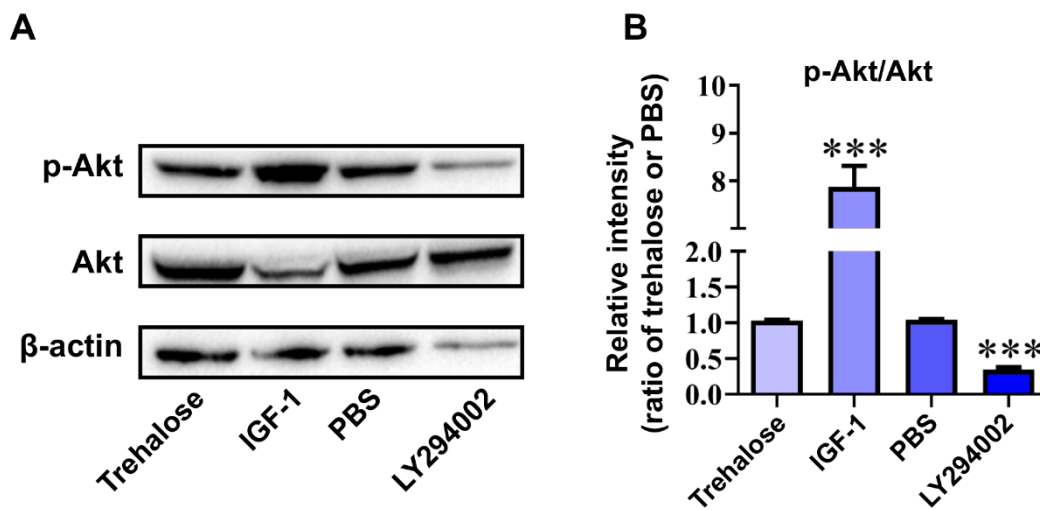 A
p-Akt
Akt
β-actin
Trehalose
IGF-1
PBS
LY294002
B
p-Akt/Akt
Relative intensity
(ratio of trehalose or PBS)
10
9
8
2.0
1.5
1.0
0.5
0.0
***
***
Trehalose
IGF-1
PBS
LY294002